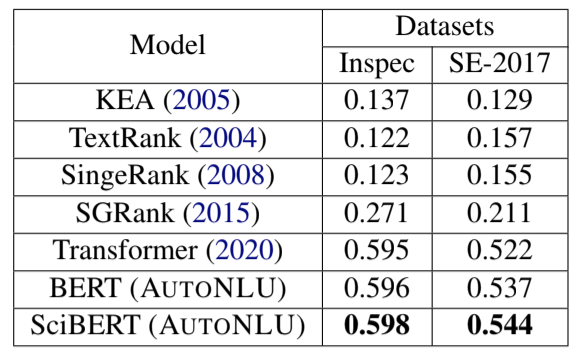 Model Datasets
Inspec SE-2017
KEA (2005) 0.137 0.129
TextRank (2004) 0.122 0.157
SingeRank (2008) 0.123 0.155
SGRank (2015) 0.271 0.211
Transformer (2020) 0.595 0.522
BERT (AUTONLU) 0.596 0.537
SciBERT (AUTONLU) 0.598 0.544